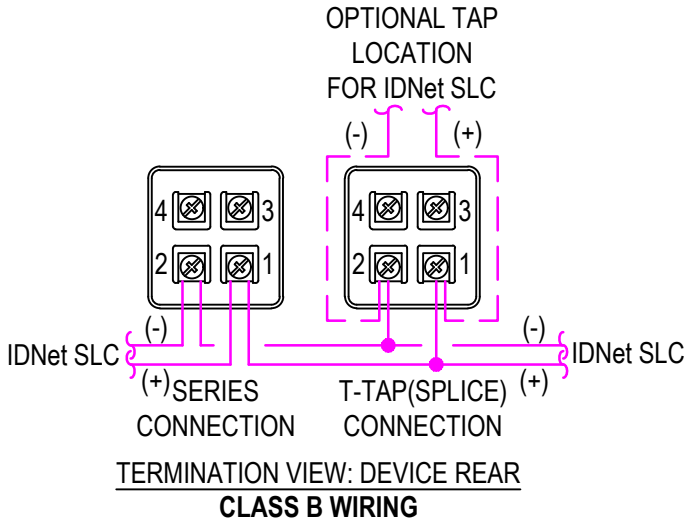 OPTIONAL TAP
LOCATION
FOR IDNet SLC
(-) (+)
4 3 4 3
2 1 2 1
(-) (-)
IDNet SLC IDNet SLC
(+) (+)
SERIES T-TAP(SPLICE)
CONNECTION CONNECTION
TERMINATION VIEW: DEVICE REAR
CLASS B WIRING